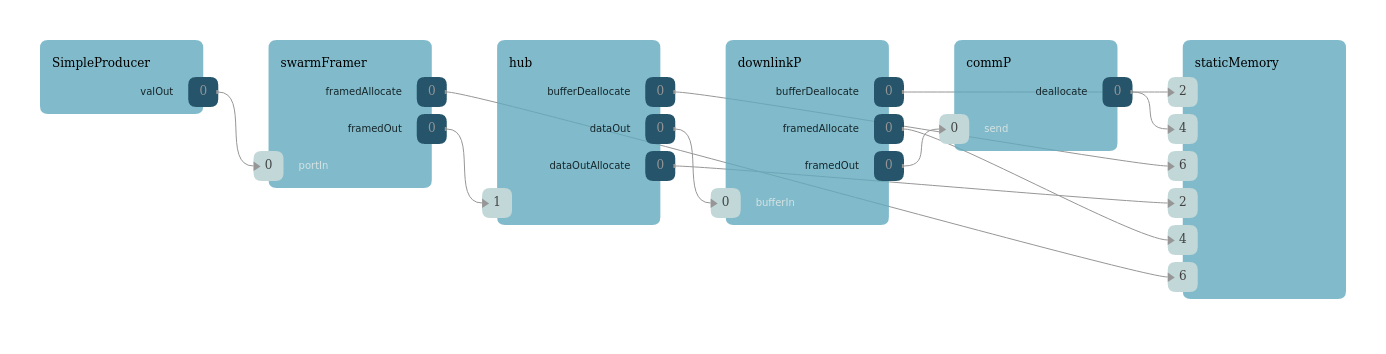 SimpleProducer
valOut 0
swarmFramer
framedAllocate 0
framedOut 0
0 portIn
hub
bufferDeallocate 0
dataOut 0
dataOutAllocate 0
1
downlinkP
bufferDeallocate 0
framedAllocate 0
framedOut 0
0 bufferIn
commP
deallocate 0
0 send
staticMemory
2
4
6
2
4
6